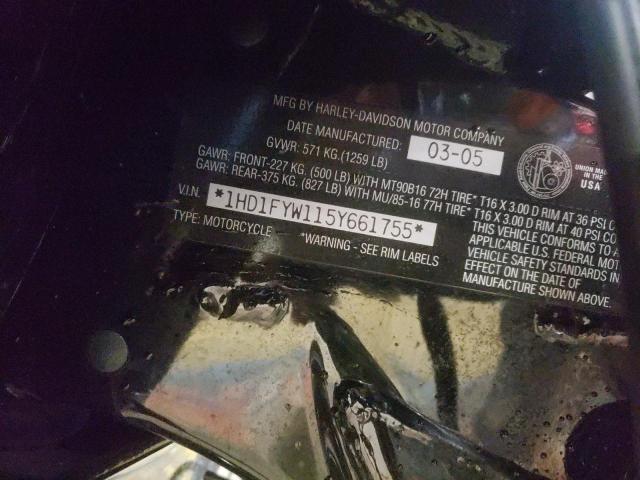 MFG BY HARLEY-DAVIDSON MOTOR COMPANY
DATE MANUFACTURED: 03-05
GVWR: 571 KG.(1259 LB)
GAWR: FRONT-227 KG. (500 LB) WITH MT90B16 72H TIRE* T16 X 3.00 D RIM AT 36 PSI
GAWR: REAR-375 KG. (827 LB) WITH MU/85-16 77H TIRE* T16 X 3.00 D RIM AT 40 PSI
UNION MADE
IN THE
USA
V.I.N. *1HD1FYW115Y661755*
TYPE: MOTORCYCLE *WARNING - SEE RIM LABELS
THIS VEHICLE CONFORMS TO
APPLICABLE U.S. FEDERAL
VEHICLE SAFETY STANDARDS IN
EFFECT ON THE DATE OF
MANUFACTURE SHOWN ABOVE.